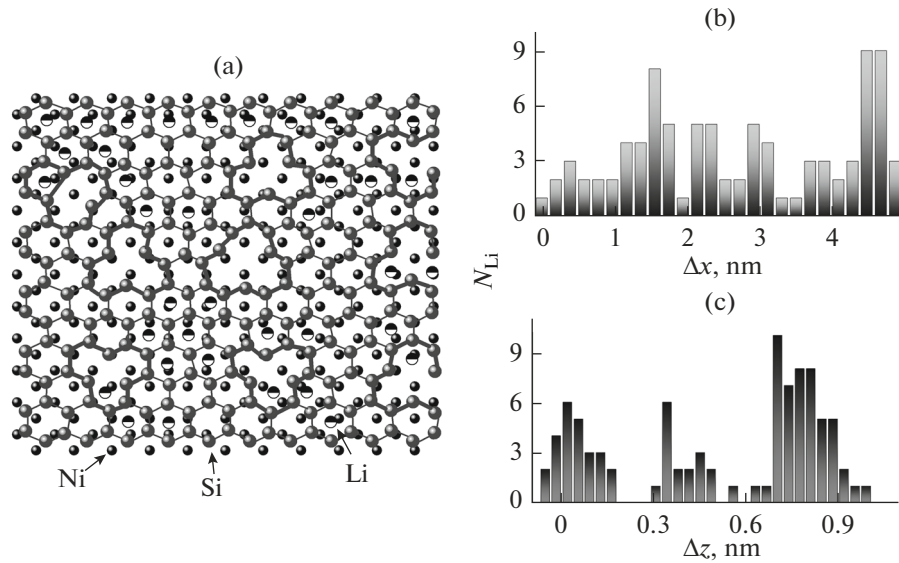 (a)
Ni
Si
Li
(b)
9
6
3
0
0 1 2 3 4
Δx, nm
N_Li
(c)
9
6
3
0
0 0.3 0.6 0.9
Δz, nm